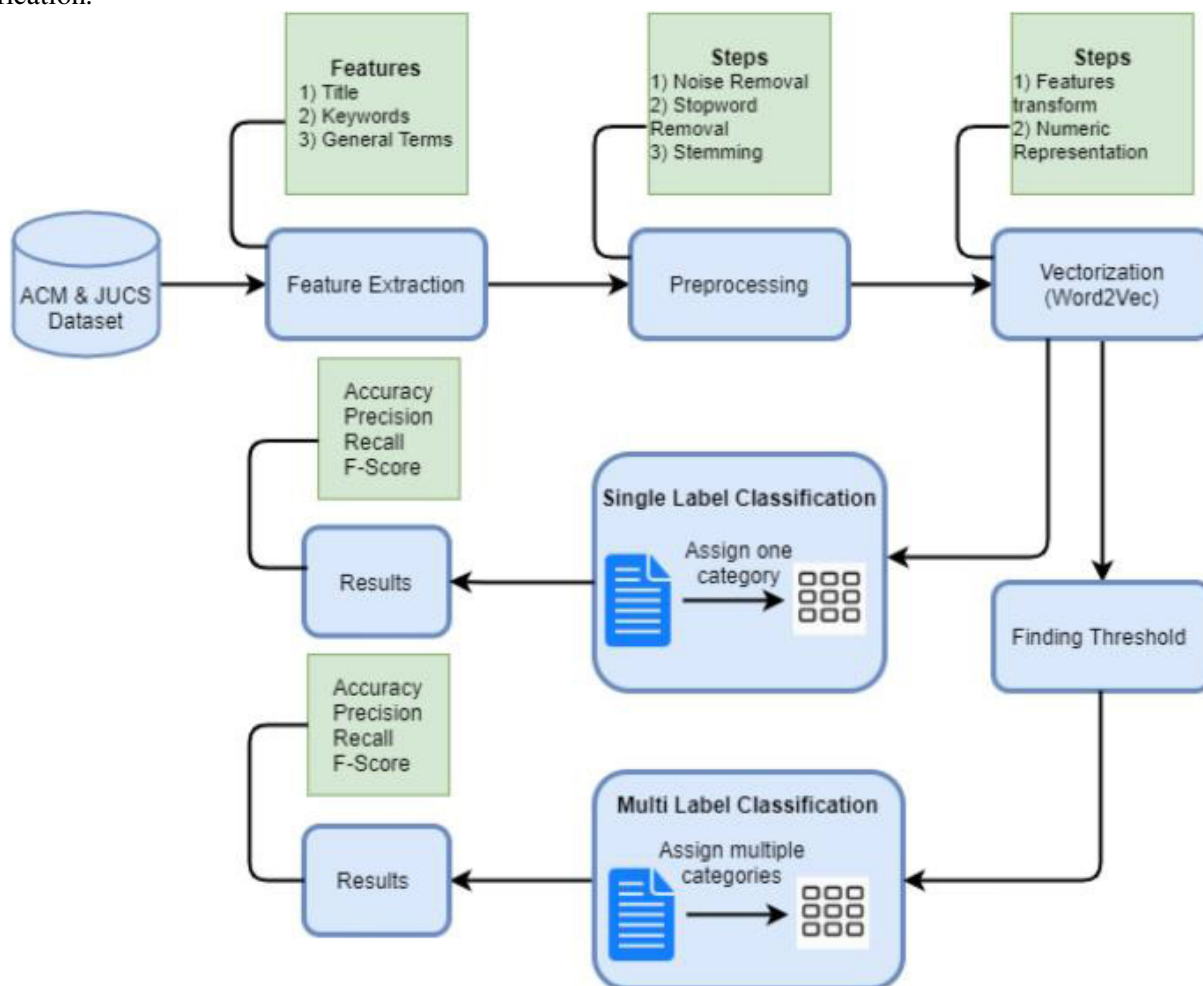 Features
1) Title
2) Keywords
3) General Terms
Steps
1) Noise Removal
2) Stopword
Removal
3) Stemming
Steps
1) Features
transform
2) Numeric
Representation
ACM & JUCS
Dataset
Feature Extraction
Preprocessing
Vectorization
(Word2Vec)
Accuracy
Precision
Recall
F-Score
Single Label Classification
Assign one
category
Results
Finding Threshold
Accuracy
Precision
Recall
F-Score
Multi Label Classification
Assign multiple
categories
Results